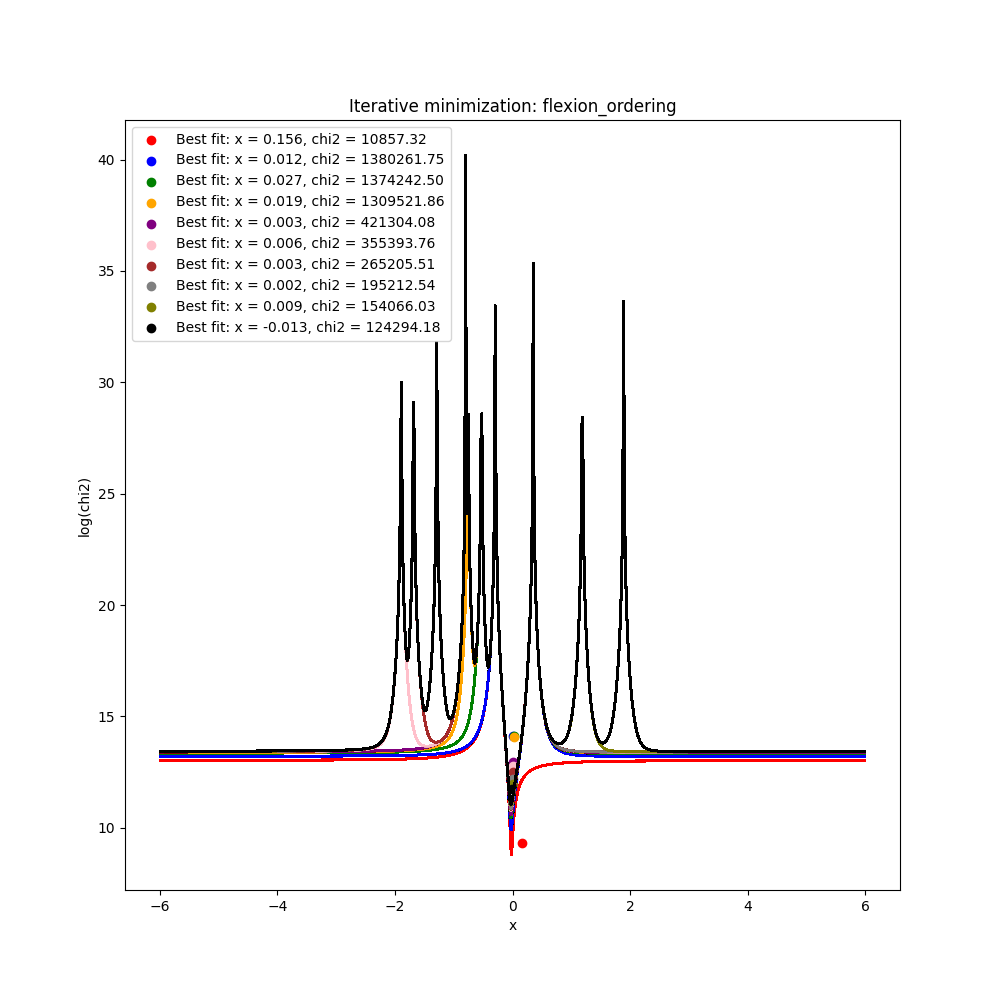 Iterative minimization: flexion_ordering
Best fit: x = 0.156, chi2 = 10857.32
Best fit: x = 0.012, chi2 = 1380261.75
Best fit: x = 0.027, chi2 = 1374242.50
Best fit: x = 0.019, chi2 = 1309521.86
Best fit: x = 0.003, chi2 = 421304.08
Best fit: x = 0.006, chi2 = 355393.76
Best fit: x = 0.003, chi2 = 265205.51
Best fit: x = 0.002, chi2 = 195212.54
Best fit: x = 0.009, chi2 = 154066.03
Best fit: x = -0.013, chi2 = 124294.18
log(chi2)
40
35
30
25
20
15
10
−6 −4 −2 0 2 4 6
x